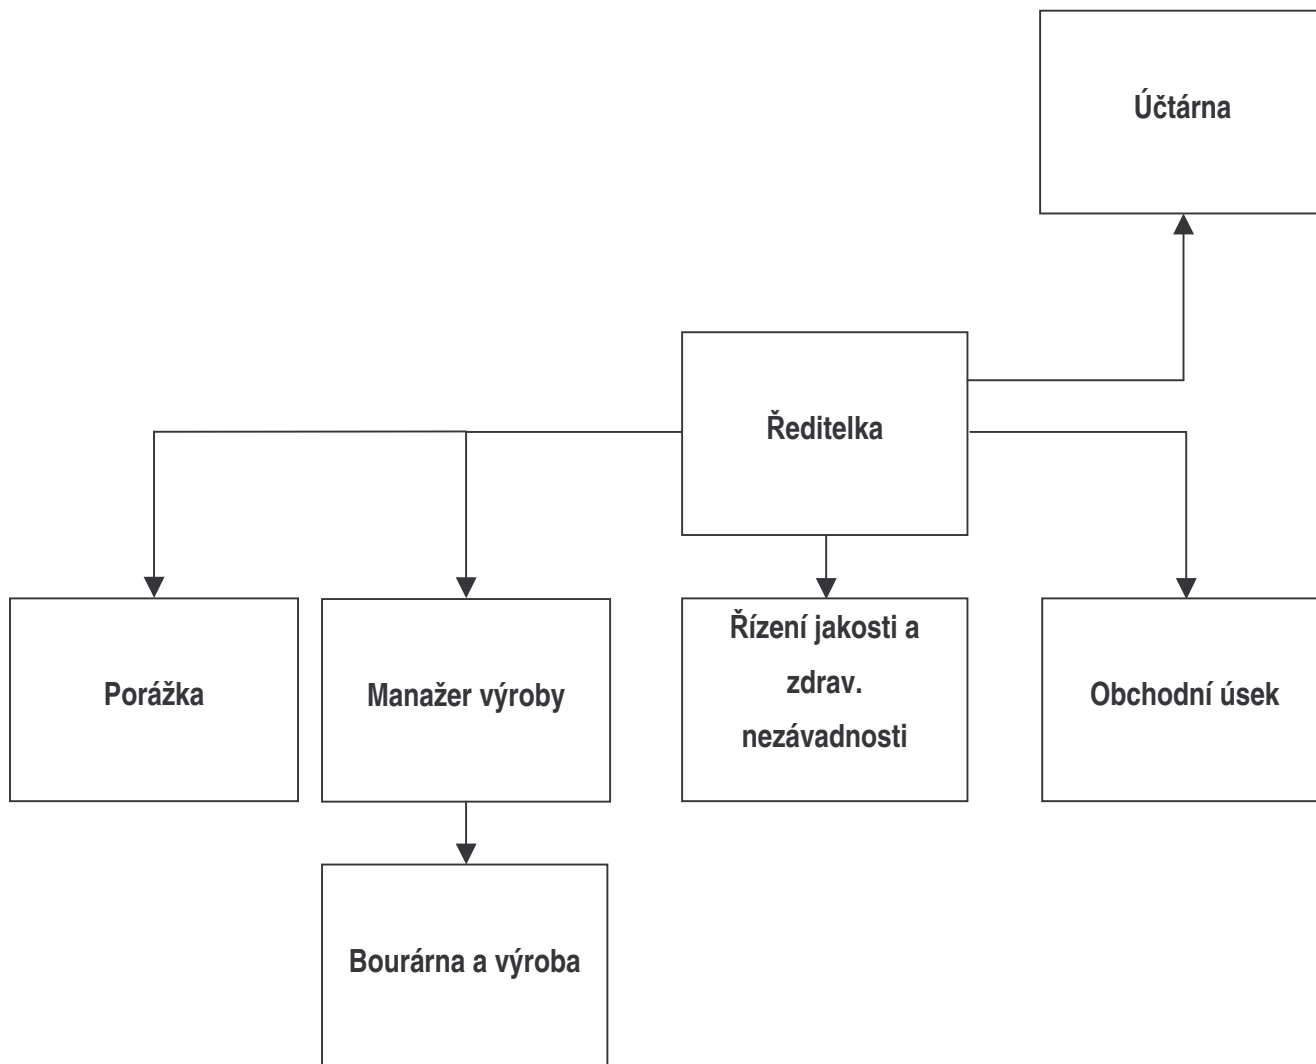 Účtárna
Ředitelka
Porážka
Manažer výroby
Řízení jakosti a
zdrav.
nezávadnosti
Obchodní úsek
Bourárna a výroba